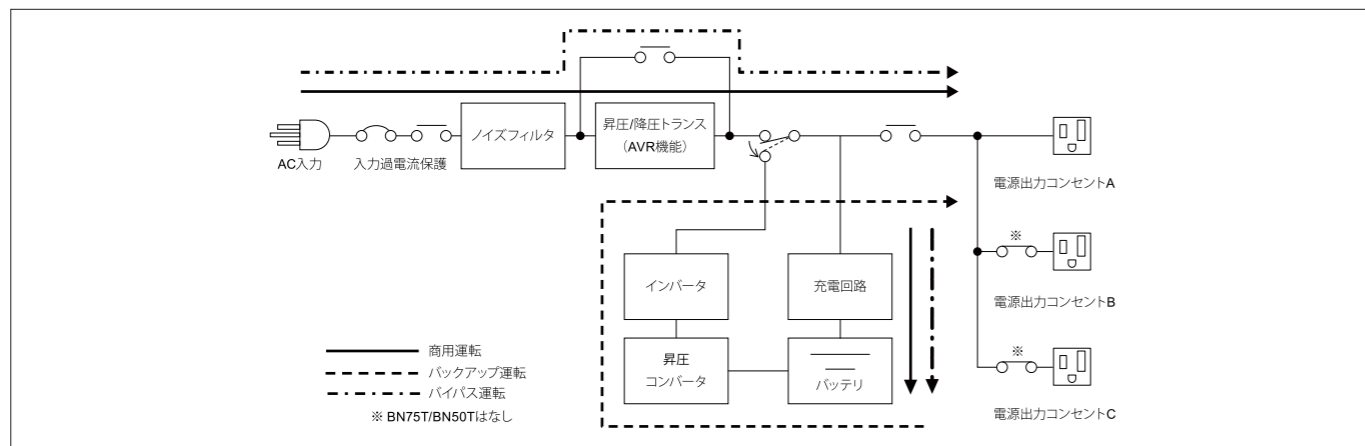 AC入力
入力過電流保護
ノイズフィルタ
昇圧/降圧トランス
(AVR機能)
電源出力コンセントA
※
電源出力コンセントB
※
電源出力コンセントC
インバータ
充電回路
昇圧
コンバータ
バッテリ
商用運転
バックアップ運転
バイパス運転
※ BN75T/BN50Tはなし